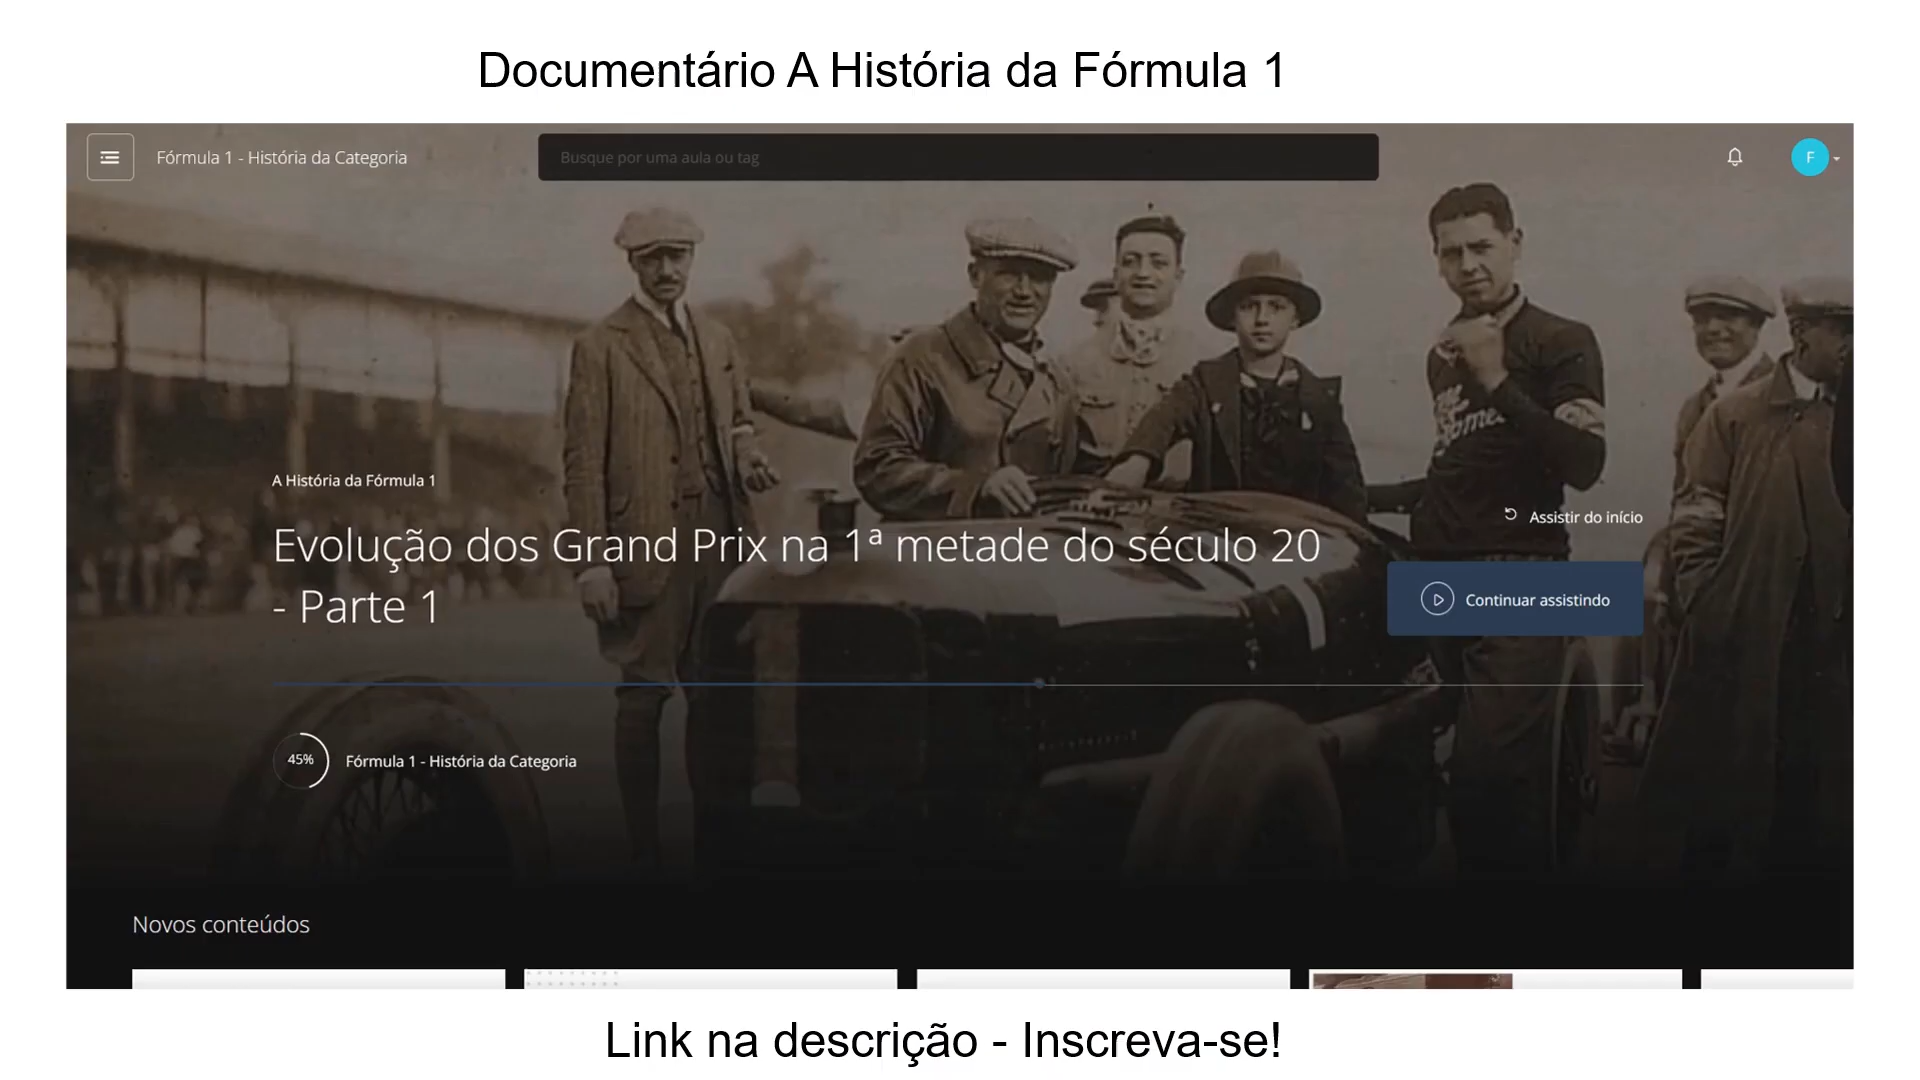 Documentário A História da Fórmula 1
Fórmula 1 - História da Categoria
Busque por uma aula ou tag
F
A História da Fórmula 1
Evolução dos Grand Prix na 1ª metade do século 20
- Parte 1
Assistir do início
Continuar assistindo
45%
Fórmula 1 - História da Categoria
Novos conteúdos
Link na descrição - Inscreva-se!